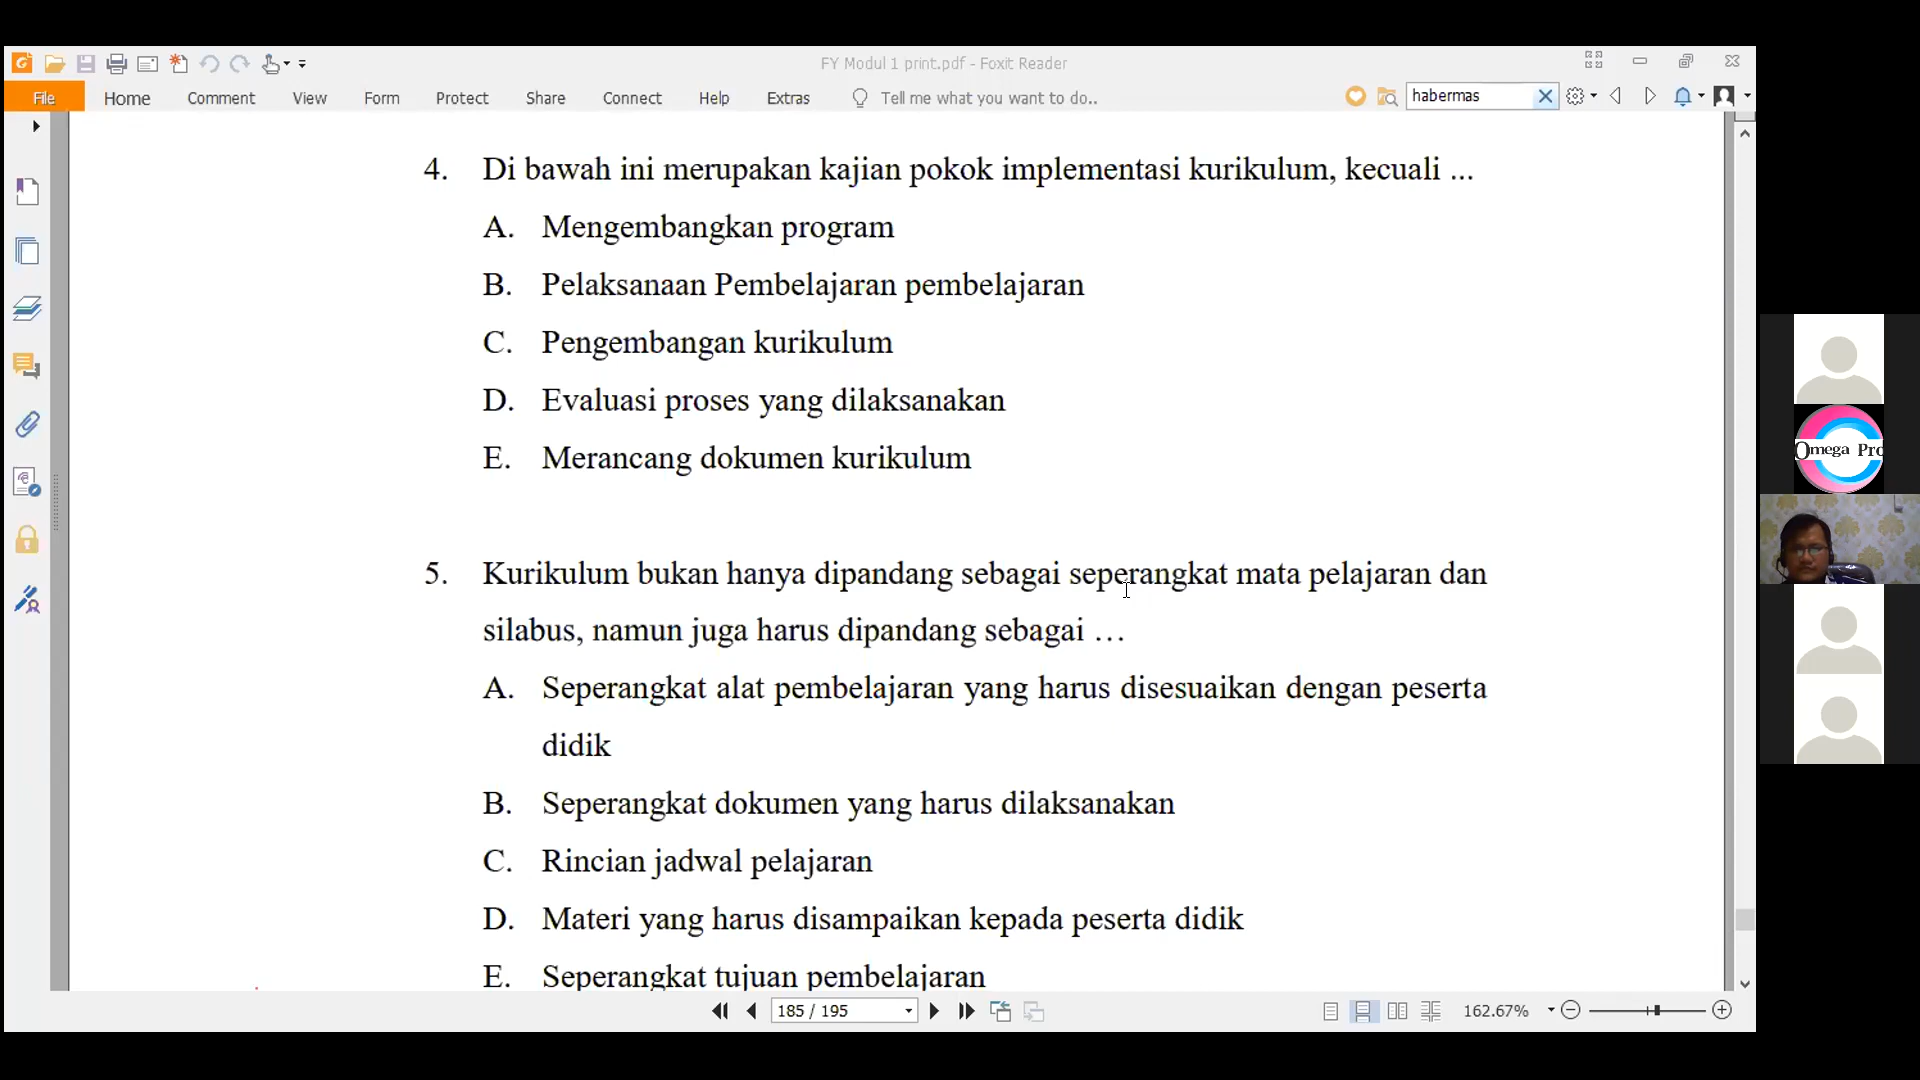 FY Modul 1 print.pdf - Foxit Reader
File Home Comment View Form Protect Share Connect Help Extras Tell me what you want to do.. habermas
4. Di bawah ini merupakan kajian pokok implementasi kurikulum, kecuali ...
A. Mengembangkan program
B. Pelaksanaan Pembelajaran pembelajaran
C. Pengembangan kurikulum
D. Evaluasi proses yang dilaksanakan
E. Merancang dokumen kurikulum
Omega Pro
5. Kurikulum bukan hanya dipandang sebagai seperangkat mata pelajaran dan
silabus, namun juga harus dipandang sebagai …
A. Seperangkat alat pembelajaran yang harus disesuaikan dengan peserta
didik
B. Seperangkat dokumen yang harus dilaksanakan
C. Rincian jadwal pelajaran
D. Materi yang harus disampaikan kepada peserta didik
E. Seperangkat tujuan pembelajaran
185 / 195 162.67%